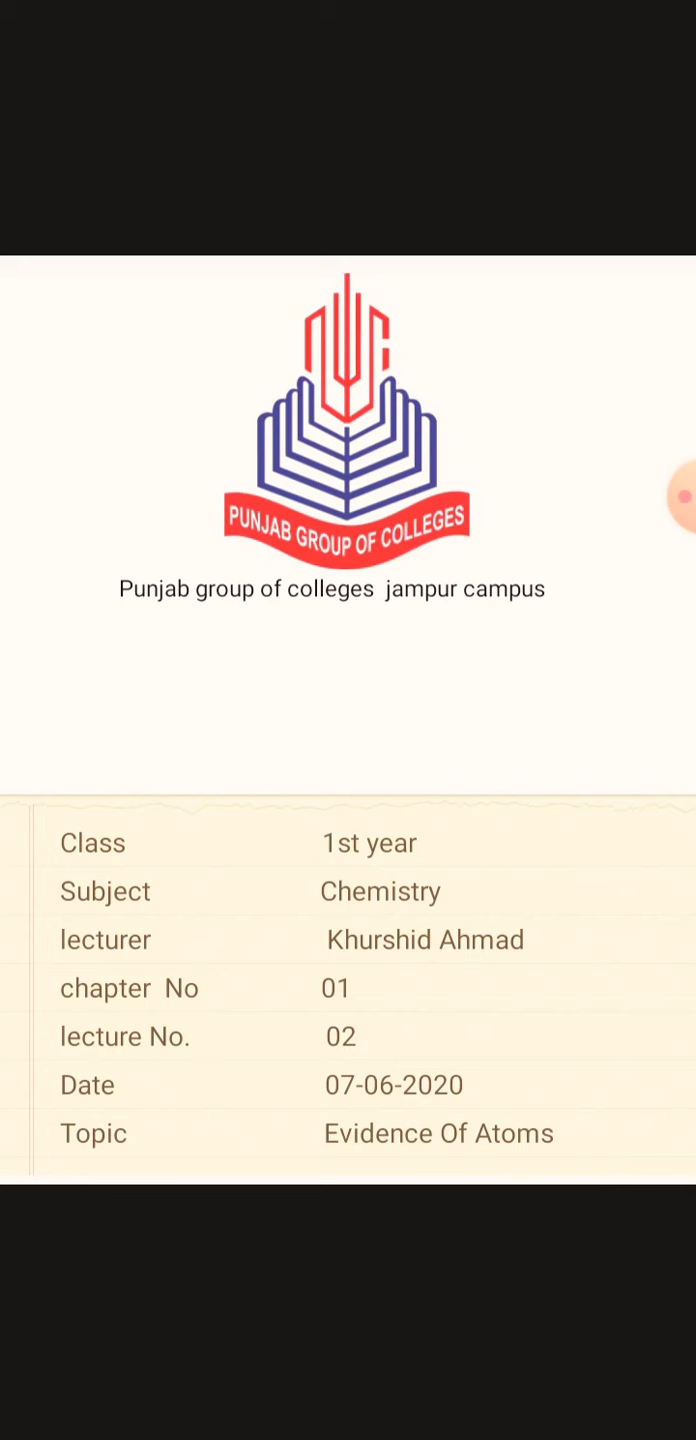 PUNJAB GROUP OF COLLEGES
Punjab group of colleges jampur campus
Class 1st year
Subject Chemistry
lecturer Khurshid Ahmad
chapter No 01
lecture No. 02
Date 07-06-2020
Topic Evidence Of Atoms